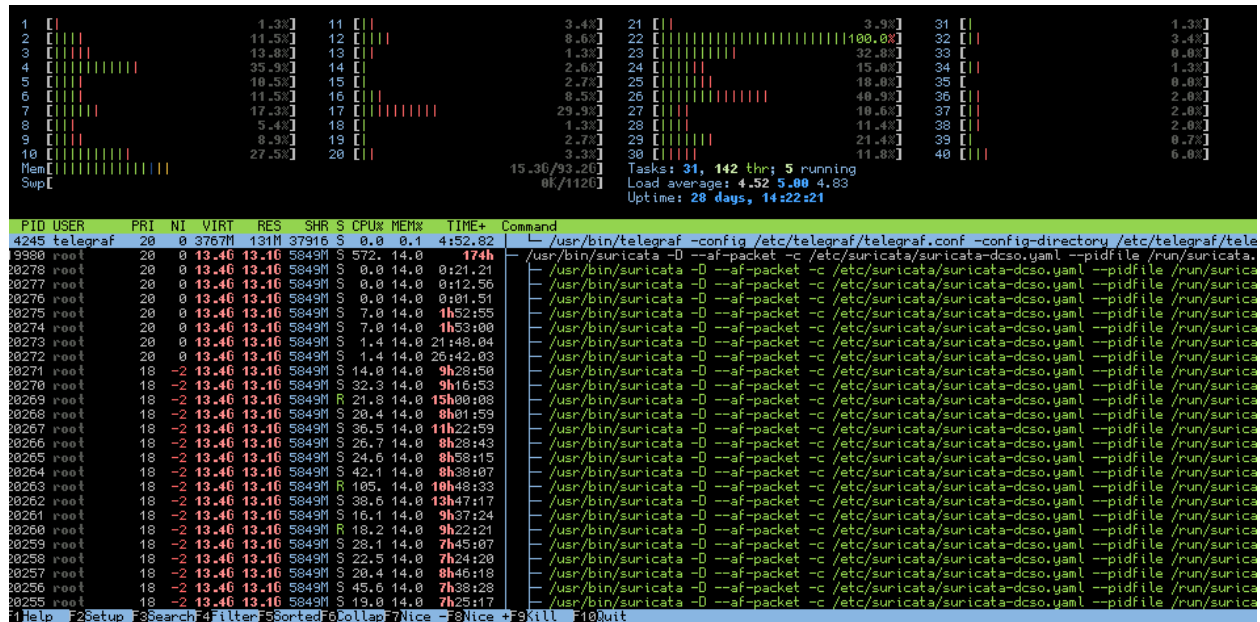 1 [| 1.3%] 11 [|| 3.4%] 21 [|| 3.9%] 31 [| 1.3%]
2 [|||| 11.5%] 12 [|||| 8.6%] 22 [||||||||||||||||||||||||100.0%] 32 [|| 3.4%]
3 [||||| 13.8%] 13 [|| 1.3%] 23 [||||||||| 32.8%] 33 [ 0.0%]
4 [||||||||||| 35.9%] 14 [| 2.6%] 24 [|||||| 15.0%] 34 [|| 1.3%]
5 [|||| 10.5%] 15 [| 2.7%] 25 [||||||| 18.0%] 35 [ 0.0%]
6 [|||| 11.5%] 16 [||| 8.5%] 26 [|||||||||||||| 40.9%] 36 [|| 2.0%]
7 [|||||| 17.3%] 17 [|||||||||| 29.9%] 27 [|||| 10.6%] 37 [|| 2.0%]
8 [||| 5.4%] 18 [| 1.3%] 28 [|||| 11.4%] 38 [|| 2.0%]
9 [|||| 8.9%] 19 [| 2.7%] 29 [||||||| 21.4%] 39 [| 0.7%]
10 [|||||||||| 27.5%] 20 [|| 3.3%] 30 [||||| 11.8%] 40 [||| 6.0%]
Mem[||||||||||||||| 15.3G/93.2G] Tasks: 31, 142 thr; 5 running
Swp[ 0K/112G] Load average: 4.52 5.00 4.83
Uptime: 28 days, 14:22:21
PID USER PRI NI VIRT RES SHR S CPU% MEM% TIME+ Command
4245 telegraf 20 0 3767M 131M 37916 S 0.0 0.1 4:52.82 └─ /usr/bin/telegraf -config /etc/telegraf/telegraf.conf -config-directory /etc/telegraf/tele
9980 root 20 0 13.4G 13.1G 5849M S 572. 14.0 174h ├─ /usr/bin/suricata -D --af-packet -c /etc/suricata/suricata-dcso.yaml --pidfile /run/suricata.
20278 root 20 0 13.4G 13.1G 5849M S 0.0 14.0 0:21.21 ├─ /usr/bin/suricata -D --af-packet -c /etc/suricata/suricata-dcso.yaml --pidfile /run/surica
20277 root 20 0 13.4G 13.1G 5849M S 0.0 14.0 0:12.56 ├─ /usr/bin/suricata -D --af-packet -c /etc/suricata/suricata-dcso.yaml --pidfile /run/surica
20276 root 20 0 13.4G 13.1G 5849M S 0.0 14.0 0:01.51 ├─ /usr/bin/suricata -D --af-packet -c /etc/suricata/suricata-dcso.yaml --pidfile /run/surica
20275 root 20 0 13.4G 13.1G 5849M S 7.0 14.0 1h52:55 ├─ /usr/bin/suricata -D --af-packet -c /etc/suricata/suricata-dcso.yaml --pidfile /run/surica
20274 root 20 0 13.4G 13.1G 5849M S 7.0 14.0 1h53:00 ├─ /usr/bin/suricata -D --af-packet -c /etc/suricata/suricata-dcso.yaml --pidfile /run/surica
20273 root 20 0 13.4G 13.1G 5849M S 1.4 14.0 21:48.04 ├─ /usr/bin/suricata -D --af-packet -c /etc/suricata/suricata-dcso.yaml --pidfile /run/surica
20272 root 20 0 13.4G 13.1G 5849M S 1.4 14.0 26:42.03 ├─ /usr/bin/suricata -D --af-packet -c /etc/suricata/suricata-dcso.yaml --pidfile /run/surica
20271 root 18 -2 13.4G 13.1G 5849M S 14.0 14.0 9h28:50 ├─ /usr/bin/suricata -D --af-packet -c /etc/suricata/suricata-dcso.yaml --pidfile /run/surica
20270 root 18 -2 13.4G 13.1G 5849M S 32.3 14.0 9h16:53 ├─ /usr/bin/suricata -D --af-packet -c /etc/suricata/suricata-dcso.yaml --pidfile /run/surica
20269 root 18 -2 13.4G 13.1G 5849M R 21.8 14.0 15h00:08 ├─ /usr/bin/suricata -D --af-packet -c /etc/suricata/suricata-dcso.yaml --pidfile /run/surica
20268 root 18 -2 13.4G 13.1G 5849M S 20.4 14.0 8h01:59 ├─ /usr/bin/suricata -D --af-packet -c /etc/suricata/suricata-dcso.yaml --pidfile /run/surica
20267 root 18 -2 13.4G 13.1G 5849M S 36.5 14.0 11h22:59 ├─ /usr/bin/suricata -D --af-packet -c /etc/suricata/suricata-dcso.yaml --pidfile /run/surica
20266 root 18 -2 13.4G 13.1G 5849M S 26.7 14.0 8h28:43 ├─ /usr/bin/suricata -D --af-packet -c /etc/suricata/suricata-dcso.yaml --pidfile /run/surica
20265 root 18 -2 13.4G 13.1G 5849M S 24.6 14.0 8h58:15 ├─ /usr/bin/suricata -D --af-packet -c /etc/suricata/suricata-dcso.yaml --pidfile /run/surica
20264 root 18 -2 13.4G 13.1G 5849M S 42.1 14.0 8h38:07 ├─ /usr/bin/suricata -D --af-packet -c /etc/suricata/suricata-dcso.yaml --pidfile /run/surica
20263 root 18 -2 13.4G 13.1G 5849M R 105. 14.0 10h48:33 ├─ /usr/bin/suricata -D --af-packet -c /etc/suricata/suricata-dcso.yaml --pidfile /run/surica
20262 root 18 -2 13.4G 13.1G 5849M S 38.6 14.0 13h47:17 ├─ /usr/bin/suricata -D --af-packet -c /etc/suricata/suricata-dcso.yaml --pidfile /run/surica
20261 root 18 -2 13.4G 13.1G 5849M S 16.1 14.0 9h37:24 ├─ /usr/bin/suricata -D --af-packet -c /etc/suricata/suricata-dcso.yaml --pidfile /run/surica
20260 root 18 -2 13.4G 13.1G 5849M R 18.2 14.0 9h22:21 ├─ /usr/bin/suricata -D --af-packet -c /etc/suricata/suricata-dcso.yaml --pidfile /run/surica
20259 root 18 -2 13.4G 13.1G 5849M S 28.1 14.0 7h45:07 ├─ /usr/bin/suricata -D --af-packet -c /etc/suricata/suricata-dcso.yaml --pidfile /run/surica
20258 root 18 -2 13.4G 13.1G 5849M S 22.5 14.0 7h24:20 ├─ /usr/bin/suricata -D --af-packet -c /etc/suricata/suricata-dcso.yaml --pidfile /run/surica
20257 root 18 -2 13.4G 13.1G 5849M S 20.4 14.0 8h46:18 ├─ /usr/bin/suricata -D --af-packet -c /etc/suricata/suricata-dcso.yaml --pidfile /run/surica
20256 root 18 -2 13.4G 13.1G 5849M S 45.6 14.0 7h38:28 ├─ /usr/bin/suricata -D --af-packet -c /etc/suricata/suricata-dcso.yaml --pidfile /run/surica
20255 root 18 -2 13.4G 13.1G 5849M S 19.0 14.0 7h25:17 ├─ /usr/bin/suricata -D --af-packet -c /etc/suricata/suricata-dcso.yaml --pidfile /run/surica
F1Help F2Setup F3SearchF4FilterF5SortedF6CollapF7Nice -F8Nice +F9Kill F10Quit